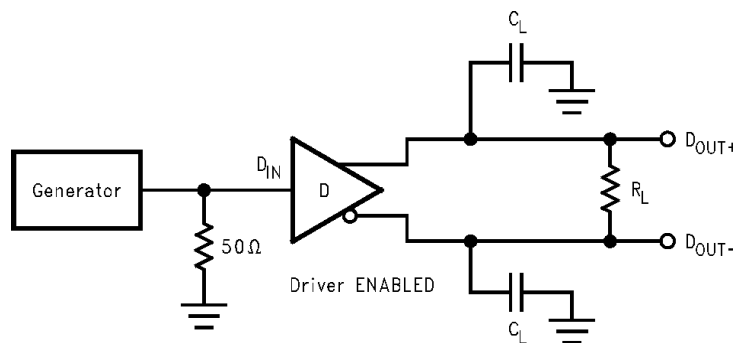 C_L
D_OUT+
Generator
D_IN
D
R_L
50Ω
D_OUT-
Driver ENABLED
C_L